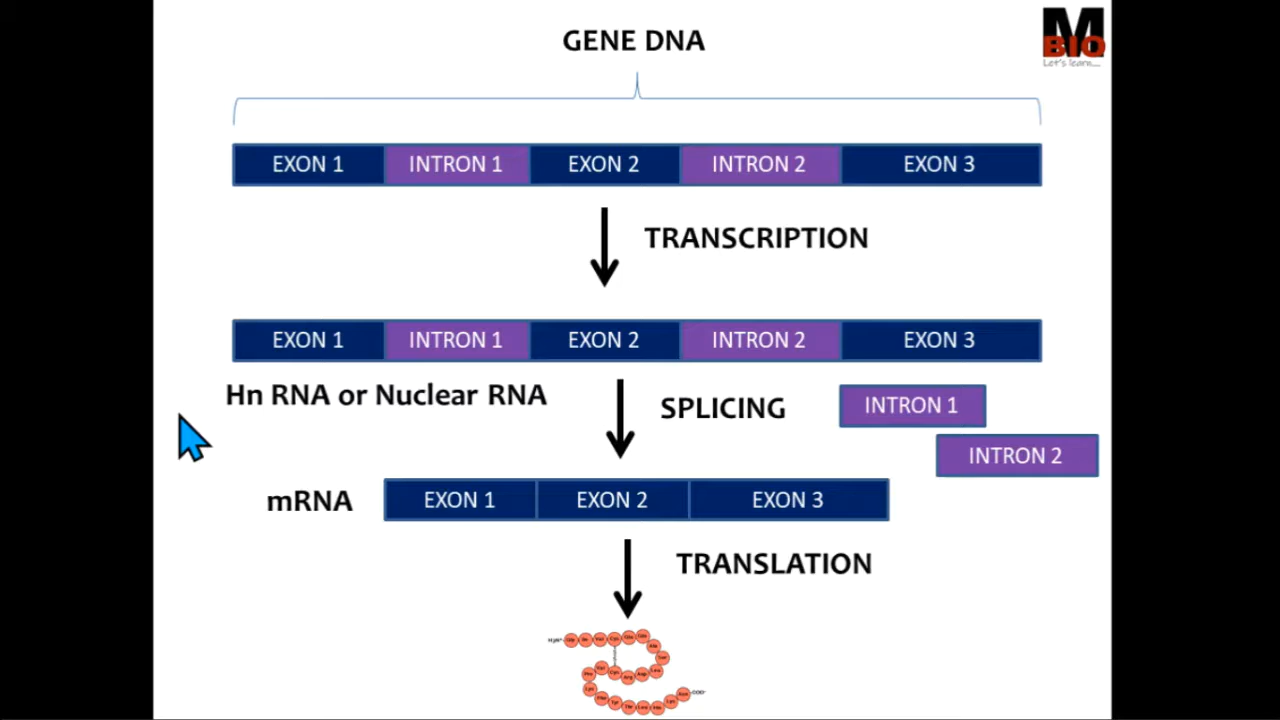 GENE DNA
M
BIO
Let's learn....
EXON 1 INTRON 1 EXON 2 INTRON 2 EXON 3
TRANSCRIPTION
EXON 1 INTRON 1 EXON 2 INTRON 2 EXON 3
Hn RNA or Nuclear RNA
SPLICING
INTRON 1
INTRON 2
mRNA
EXON 1 EXON 2 EXON 3
TRANSLATION